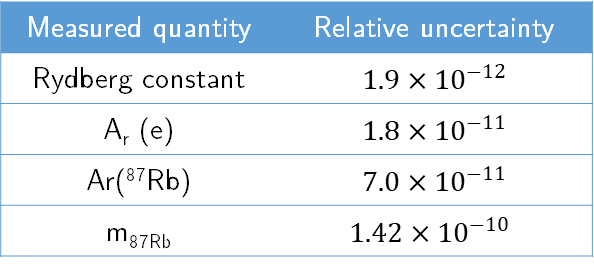 Measured quantity Relative uncertainty
Rydberg constant 1.9 × 10⁻¹²
Aᵣ (e) 1.8 × 10⁻¹¹
Ar(⁸⁷Rb) 7.0 × 10⁻¹¹
m₈₇Rb 1.42 × 10⁻¹⁰